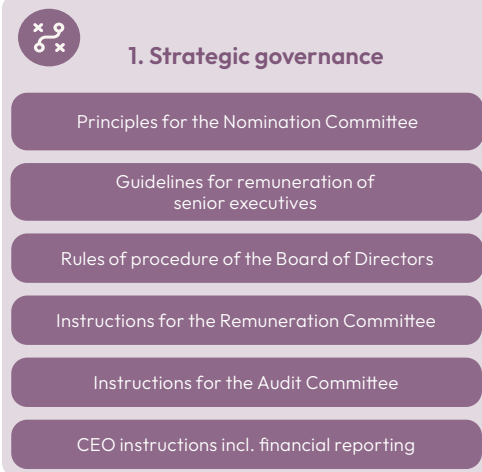 1. Strategic governance
Principles for the Nomination Committee
Guidelines for remuneration of
senior executives
Rules of procedure of the Board of Directors
Instructions for the Remuneration Committee
Instructions for the Audit Committee
CEO instructions incl. financial reporting